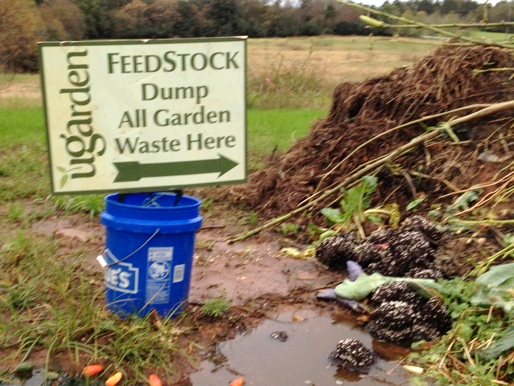 ugarden
FEEDSTOCK
Dump
All Garden
Waste Here
E'S